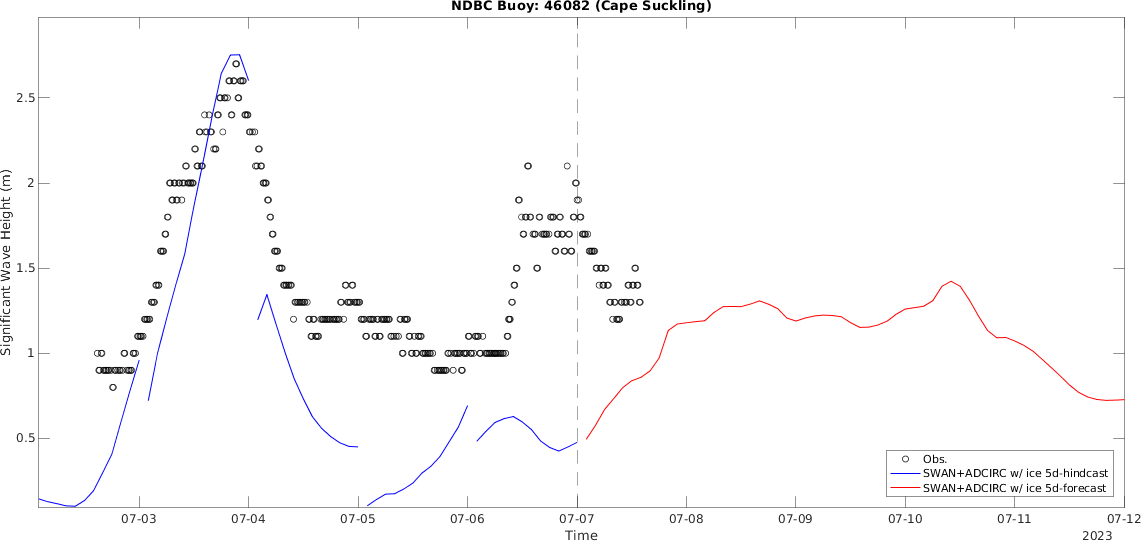 NDBC Buoy: 46082 (Cape Suckling)
Significant Wave Height (m)
2.5
2
1.5
1
0.5
Obs.
SWAN+ADCIRC w/ ice 5d-hindcast
SWAN+ADCIRC w/ ice 5d-forecast
07-03 07-04 07-05 07-06 07-07 07-08 07-09 07-10 07-11 07-12
Time
2023